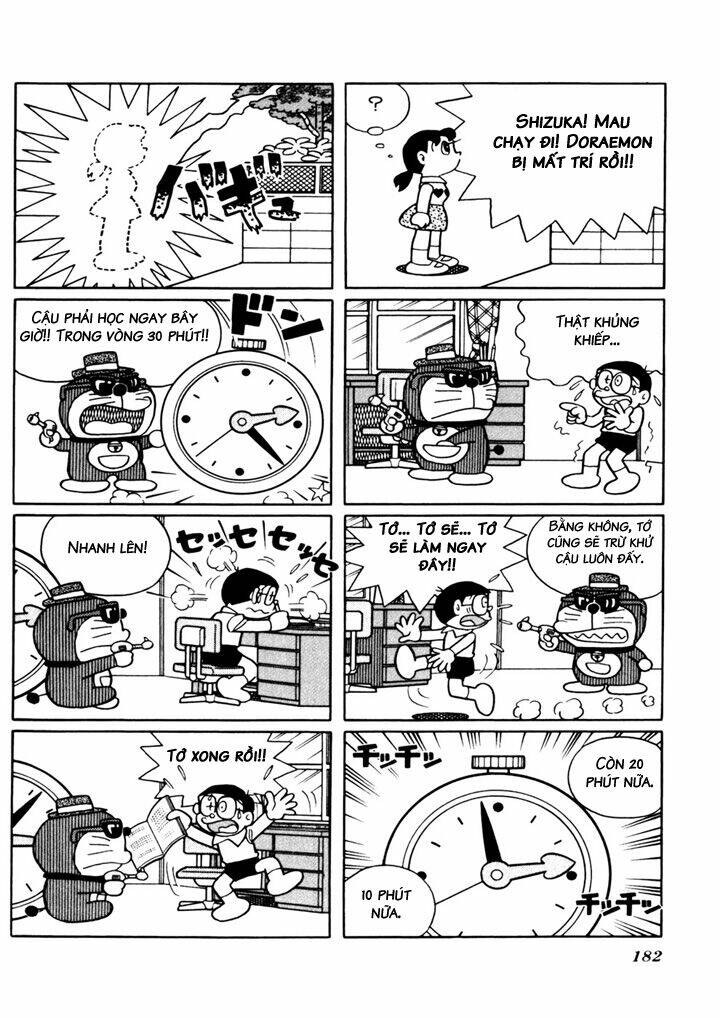 ?
SHIZUKA! MAU
CHẠY ĐI! DORAEMON
BỊ MẤT TRÍ RỒI!!
THẬT KHỦNG
KHIẾP...
ドン
CẬU PHẢI HỌC NGAY BÂY
GIỜ!! TRONG VÒNG 30 PHÚT!!
BẰNG KHÔNG, TỚ
CŨNG SẼ TRỪ KHỬ
CẬU LUÔN ĐẤY.
TỚ... TỚ SẼ... TỚ
SẼ LÀM NGAY
ĐÂY!!
セッセセッセ
NHANH LÊN!
CÒN 20
PHÚT NỮA.
チッチッ
10 PHÚT
NỮA.
チッチッ
TỚ XONG RỒI!!
182